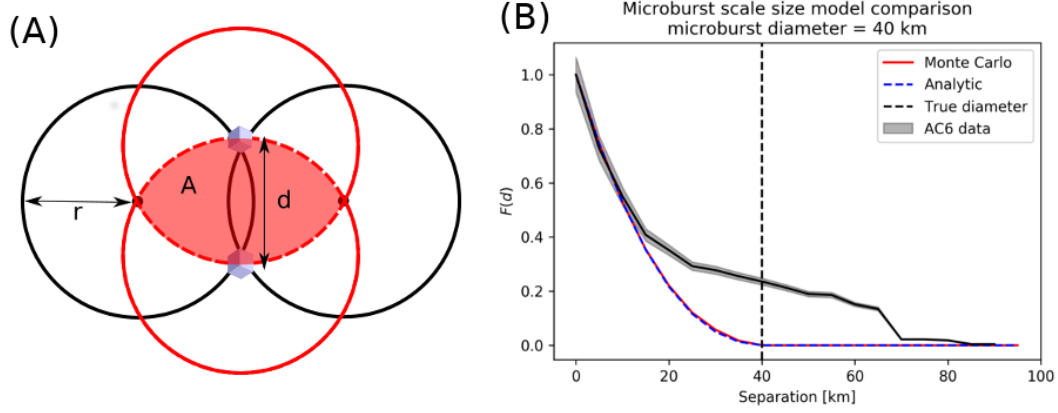 (A)
A
d
r
(B)
Microburst scale size model comparison
microburst diameter = 40 km
Monte Carlo
Analytic
True diameter
AC6 data
F(d)
1.0
0.8
0.6
0.4
0.2
0.0
0 20 40 60 80 100
Separation [km]